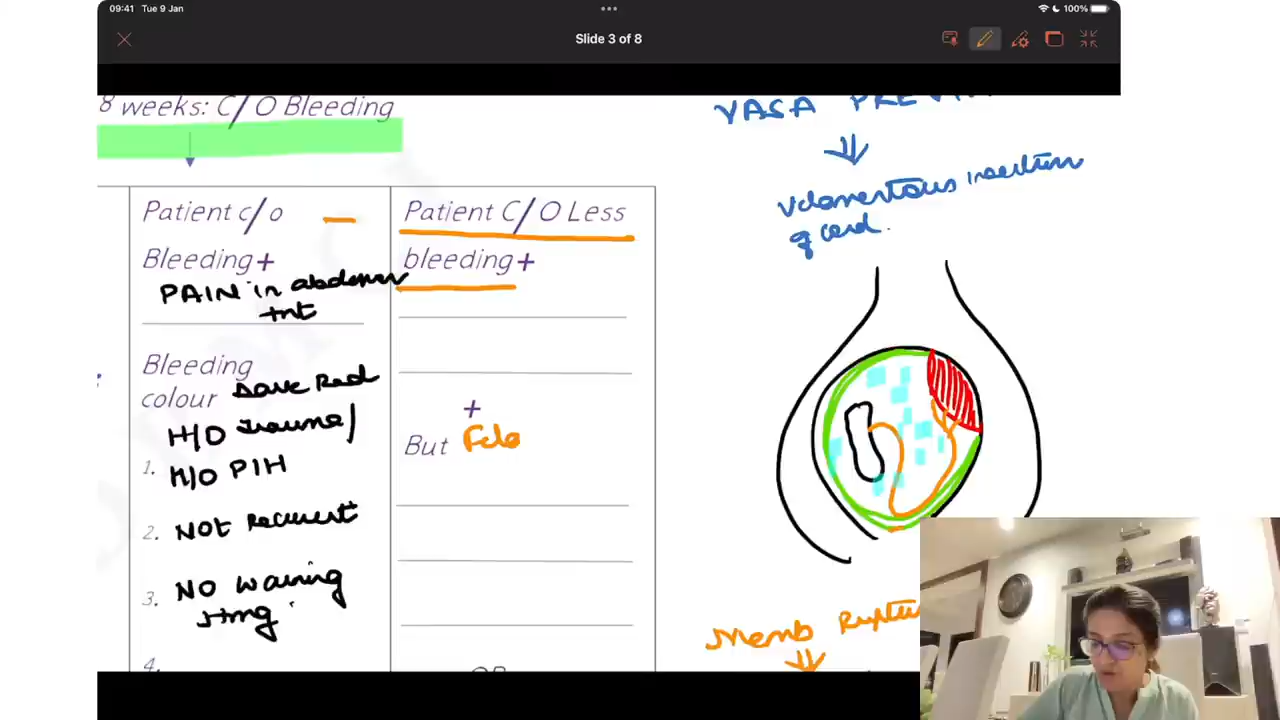 09:41 Tue 9 Jan
100%
Slide 3 of 8
8 weeks: C/O Bleeding
Patient c/o
Bleeding +
PAIN in abdomen
Bleeding
colour Dark Red
H/O Trauma/
1. H/O PIH
2. NOT Recurrent
3. NO warning
4.
Patient C/O Less
bleeding +
+
But
OR
VASA
⇓
insertion
of cord.
Memb
⇓